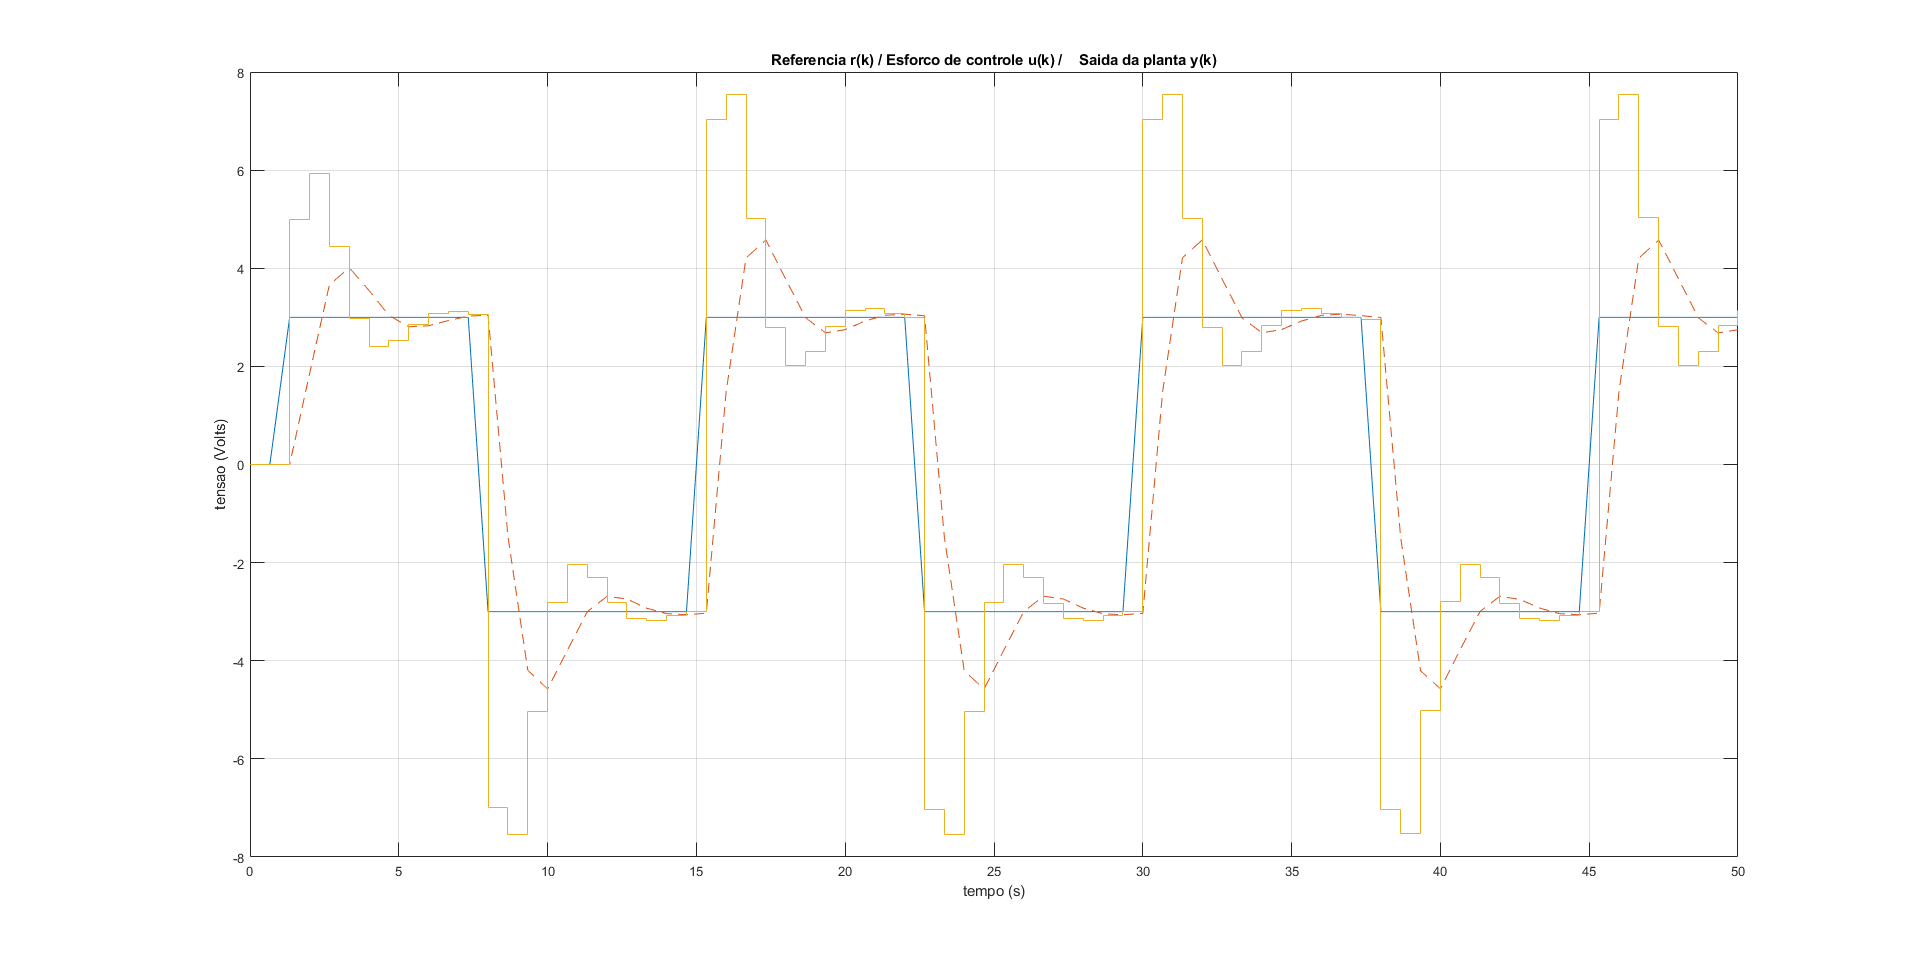 Referencia r(k) / Esforco de controle u(k) /    Saida da planta y(k)
8
6
4
2
0
-2
-4
-6
-8
tensao (Volts)
0 5 10 15 20 25 30 35 40 45 50
tempo (s)